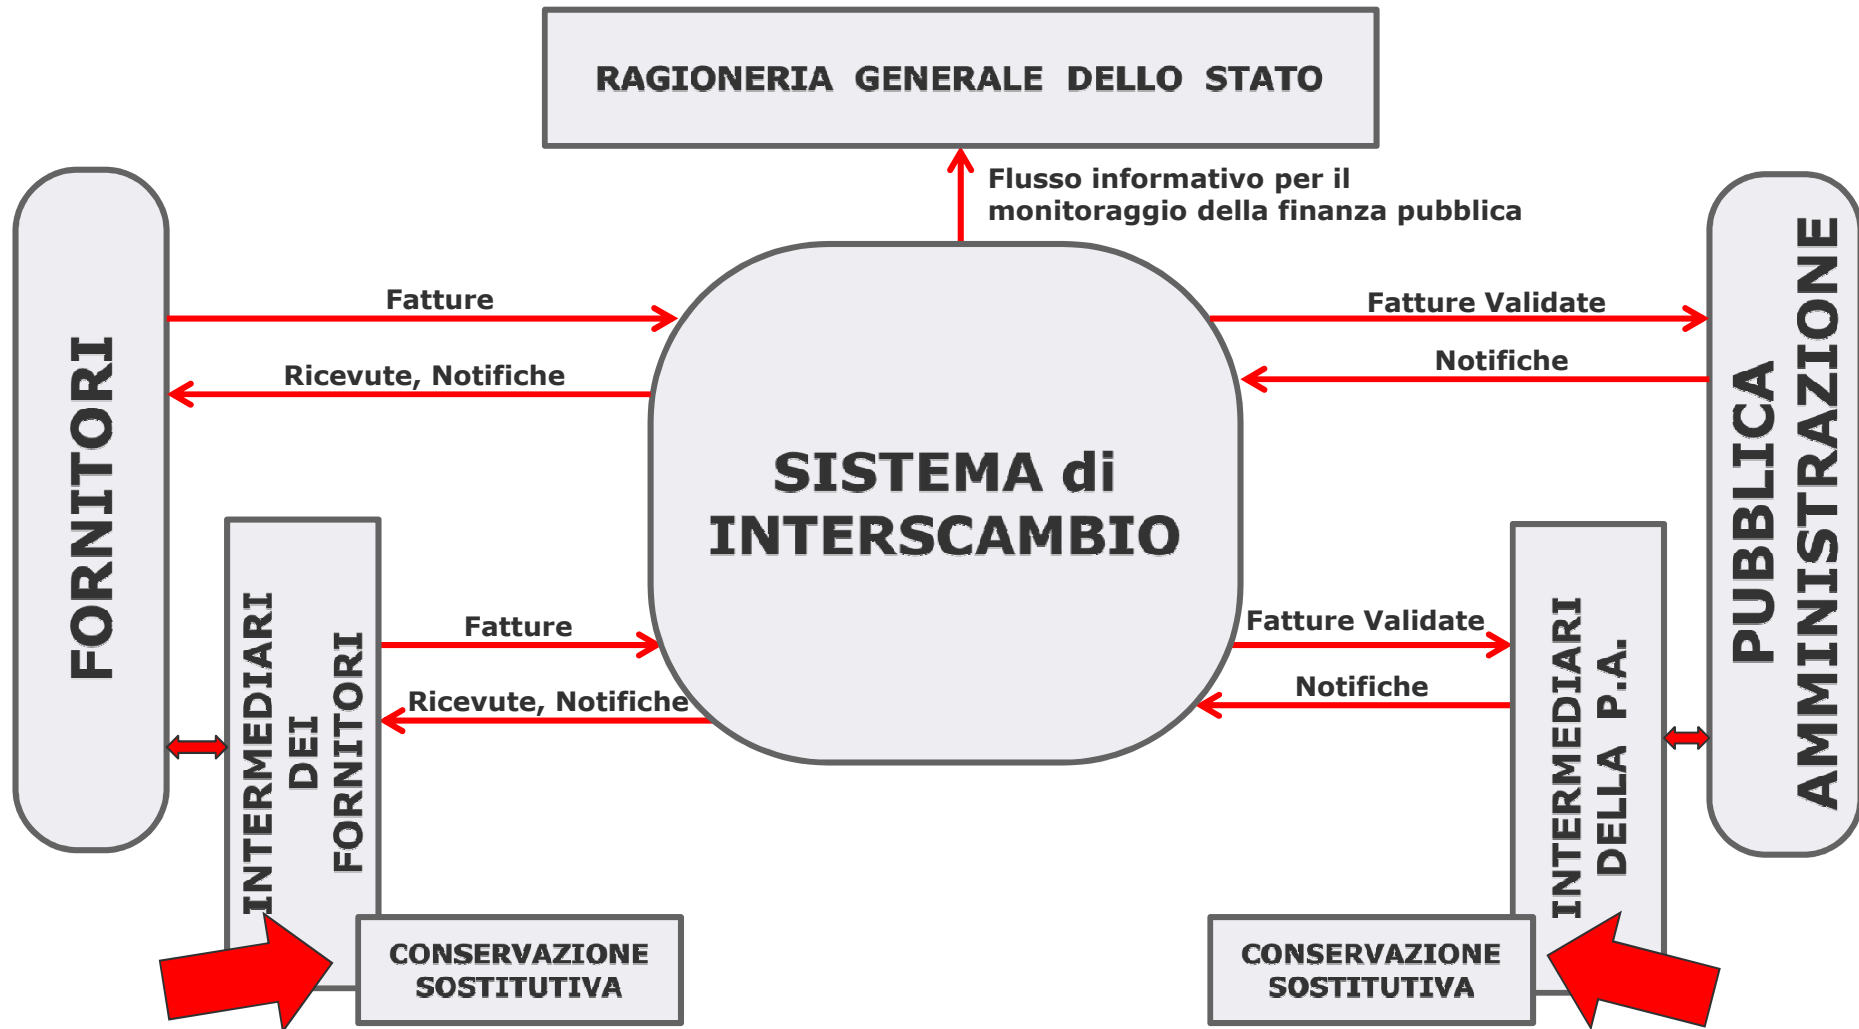 RAGIONERIA GENERALE DELLO STATO
Flusso informativo per il
monitoraggio della finanza pubblica
FORNITORI
Fatture
Ricevute, Notifiche
SISTEMA di
INTERSCAMBIO
Fatture Validate
Notifiche
PUBBLICA
AMMINISTRAZIONE
INTERMEDIARI
DEI
FORNITORI
Fatture
Ricevute, Notifiche
Fatture Validate
Notifiche
INTERMEDIARI
DELLA P.A.
CONSERVAZIONE
SOSTITUTIVA
CONSERVAZIONE
SOSTITUTIVA